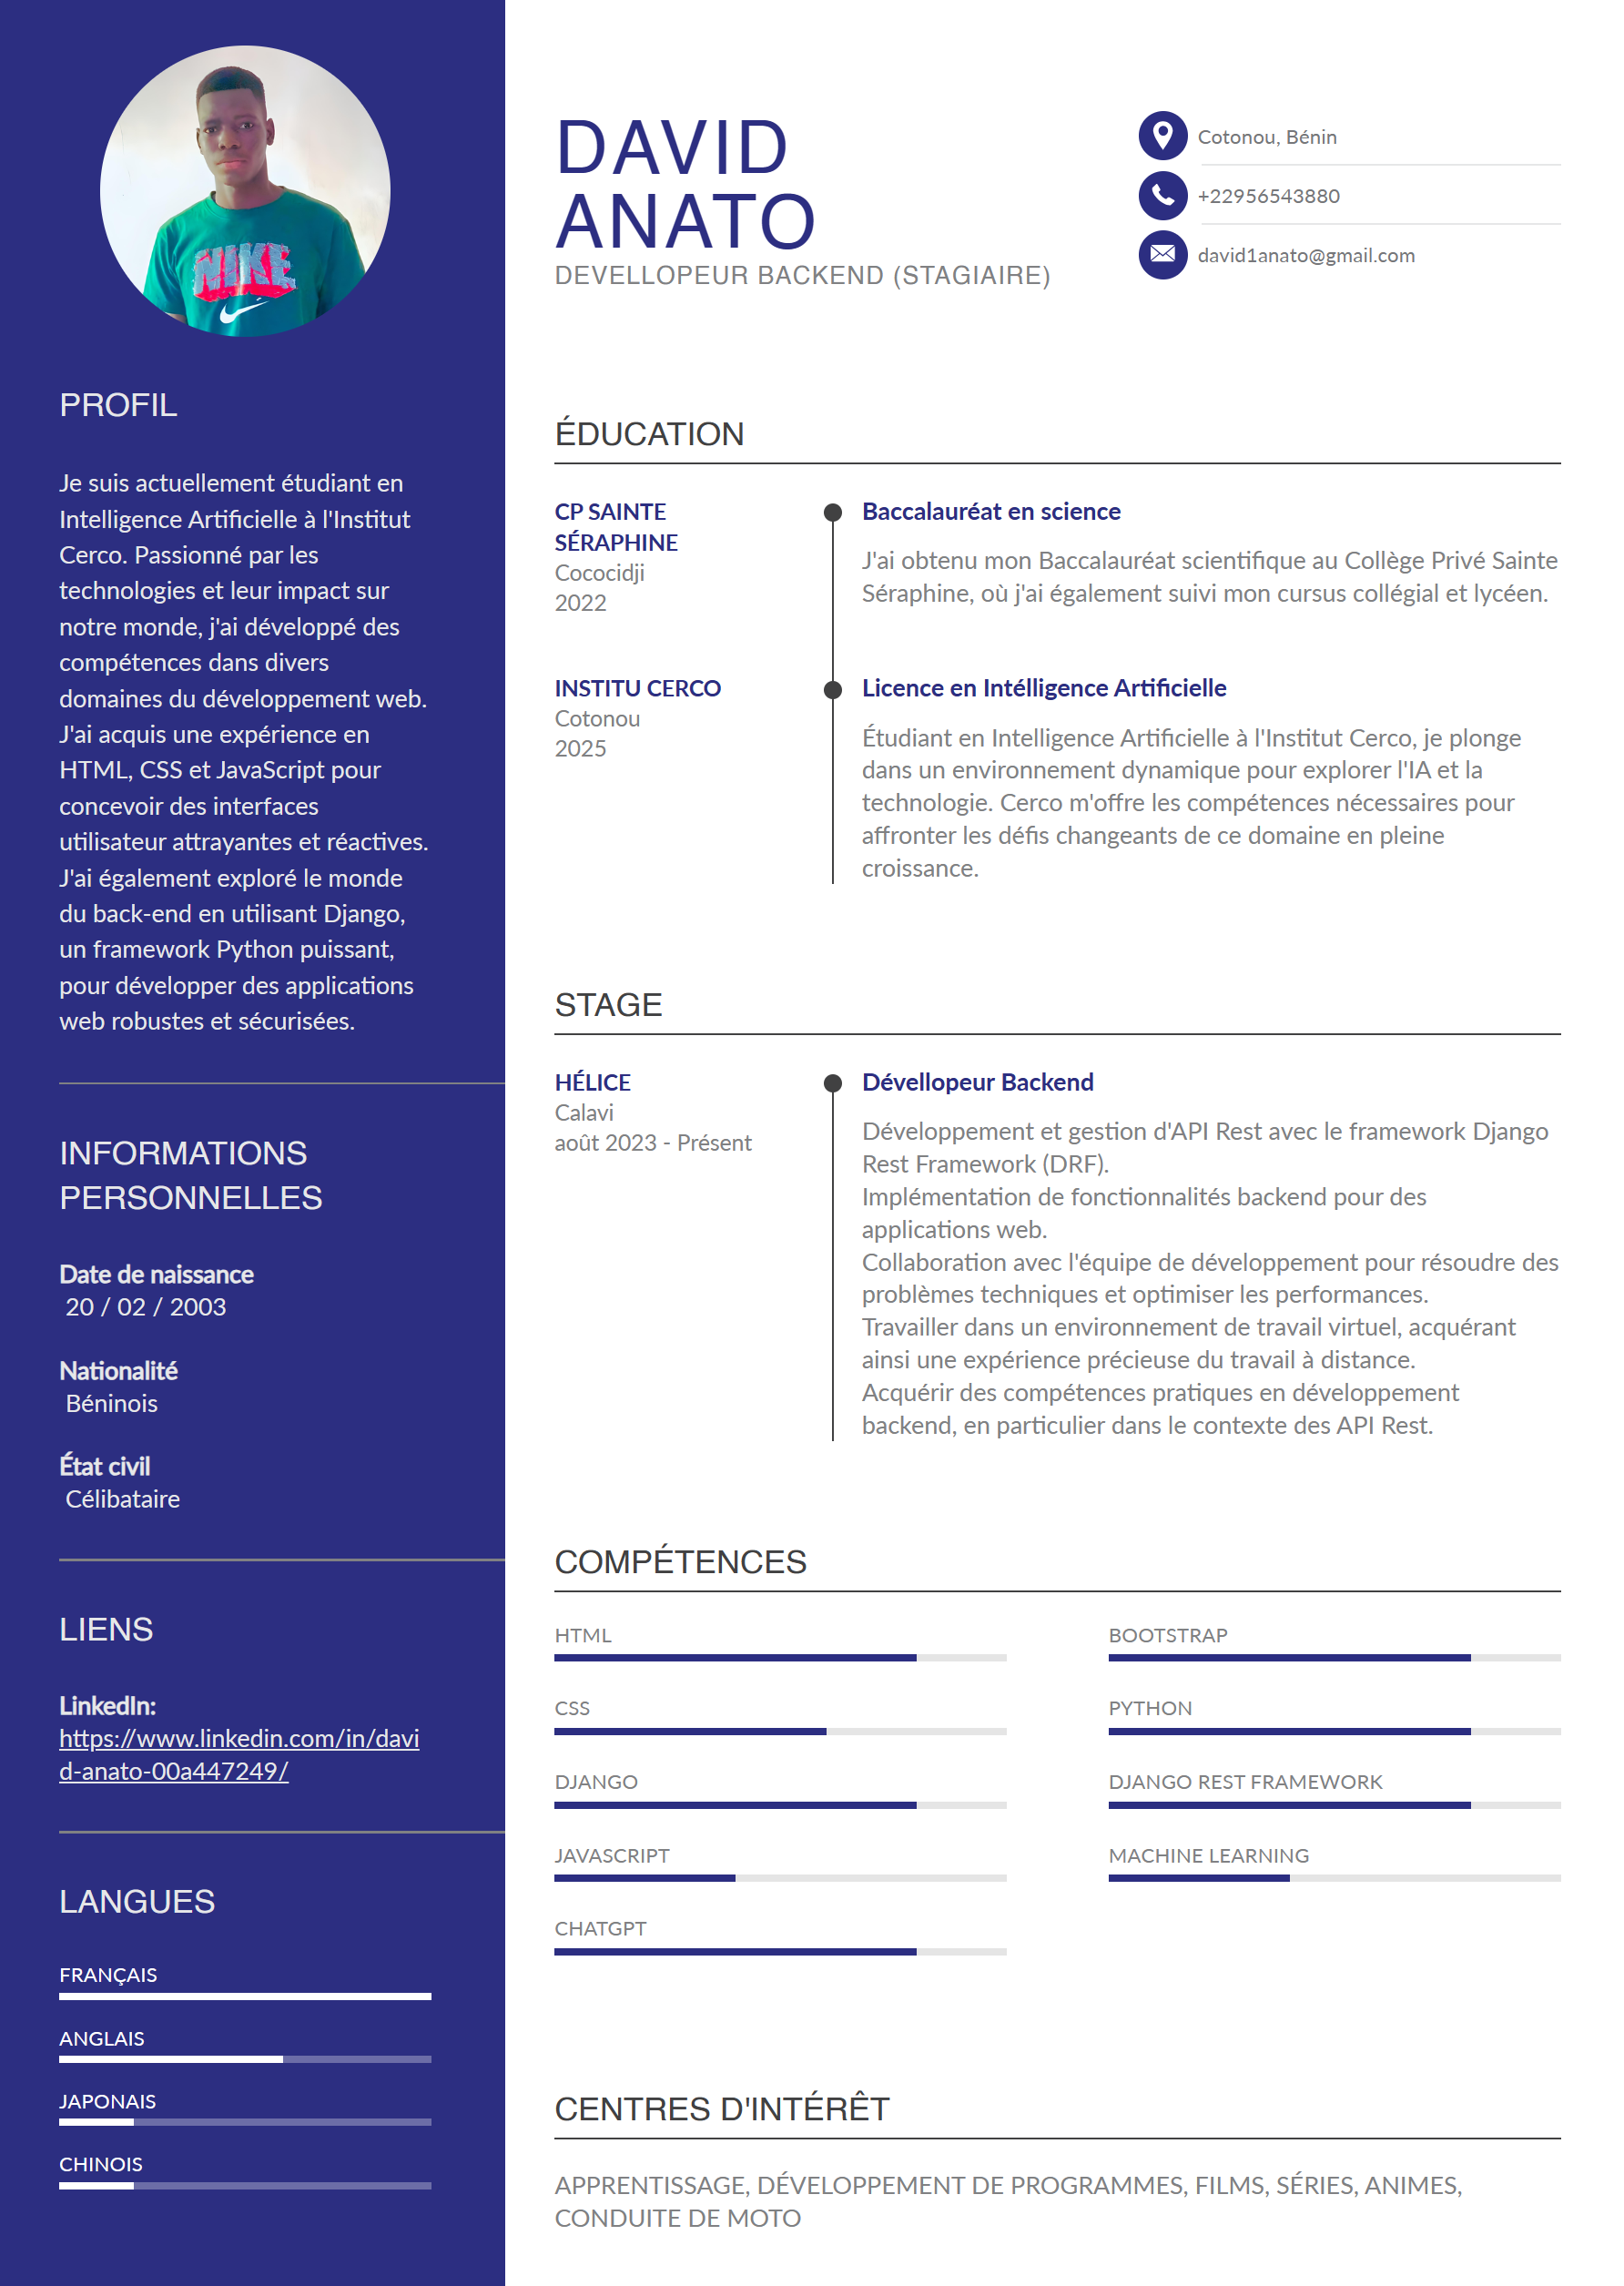 NIKE
PROFIL
Je suis actuellement étudiant en
Intelligence Artificielle à l'Institut
Cerco. Passionné par les
technologies et leur impact sur
notre monde, j'ai développé des
compétences dans divers
domaines du développement web.
J'ai acquis une expérience en
HTML, CSS et JavaScript pour
concevoir des interfaces
utilisateur attrayantes et réactives.
J'ai également exploré le monde
du back-end en utilisant Django,
un framework Python puissant,
pour développer des applications
web robustes et sécurisées.
INFORMATIONS
PERSONNELLES
Date de naissance
20 / 02 / 2003
Nationalité
Béninois
État civil
Célibataire
LIENS
LinkedIn:
https://www.linkedin.com/in/davi
d-anato-00a447249/
LANGUES
FRANÇAIS
ANGLAIS
JAPONAIS
CHINOIS
DAVID
ANATO
DEVELLOPEUR BACKEND (STAGIAIRE)
Cotonou, Bénin
+22956543880
david1anato@gmail.com
ÉDUCATION
CP SAINTE
SÉRAPHINE
Cococidji
2022
Baccalauréat en science
J'ai obtenu mon Baccalauréat scientifique au Collège Privé Sainte
Séraphine, où j'ai également suivi mon cursus collégial et lycéen.
INSTITU CERCO
Cotonou
2025
Licence en Intélligence Artificielle
Étudiant en Intelligence Artificielle à l'Institut Cerco, je plonge
dans un environnement dynamique pour explorer l'IA et la
technologie. Cerco m'offre les compétences nécessaires pour
affronter les défis changeants de ce domaine en pleine
croissance.
STAGE
HÉLICE
Calavi
août 2023 - Présent
Dévellopeur Backend
Développement et gestion d'API Rest avec le framework Django
Rest Framework (DRF).
Implémentation de fonctionnalités backend pour des
applications web.
Collaboration avec l'équipe de développement pour résoudre des
problèmes techniques et optimiser les performances.
Travailler dans un environnement de travail virtuel, acquérant
ainsi une expérience précieuse du travail à distance.
Acquérir des compétences pratiques en développement
backend, en particulier dans le contexte des API Rest.
COMPÉTENCES
HTML
BOOTSTRAP
CSS
PYTHON
DJANGO
DJANGO REST FRAMEWORK
JAVASCRIPT
MACHINE LEARNING
CHATGPT
CENTRES D'INTÉRÊT
APPRENTISSAGE, DÉVELOPPEMENT DE PROGRAMMES, FILMS, SÉRIES, ANIMES,
CONDUITE DE MOTO